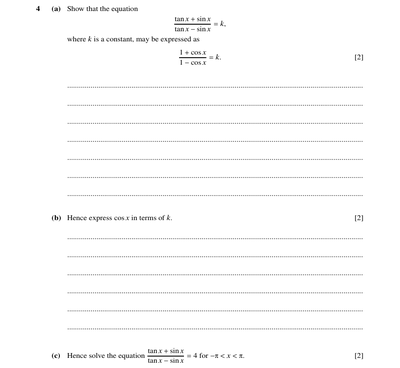 4 (a) Show that the equation
(tan x + sin x)/(tan x − sin x) = k,
where k is a constant, may be expressed as
(1 + cos x)/(1 − cos x) = k. [2]
(b) Hence express cos x in terms of k. [2]
(c) Hence solve the equation (tan x + sin x)/(tan x − sin x) = 4 for −π < x < π. [2]